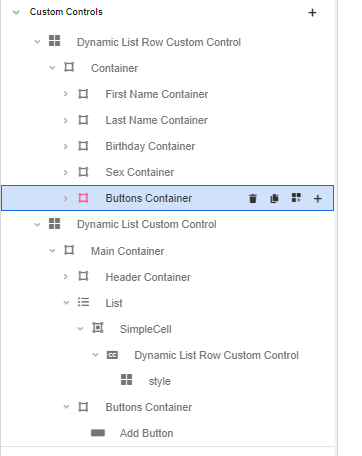 Custom Controls
Dynamic List Row Custom Control
Container
First Name Container
Last Name Container
Birthday Container
Sex Container
Buttons Container
Dynamic List Custom Control
Main Container
Header Container
List
SimpleCell
CC Dynamic List Row Custom Control
style
Buttons Container
Add Button